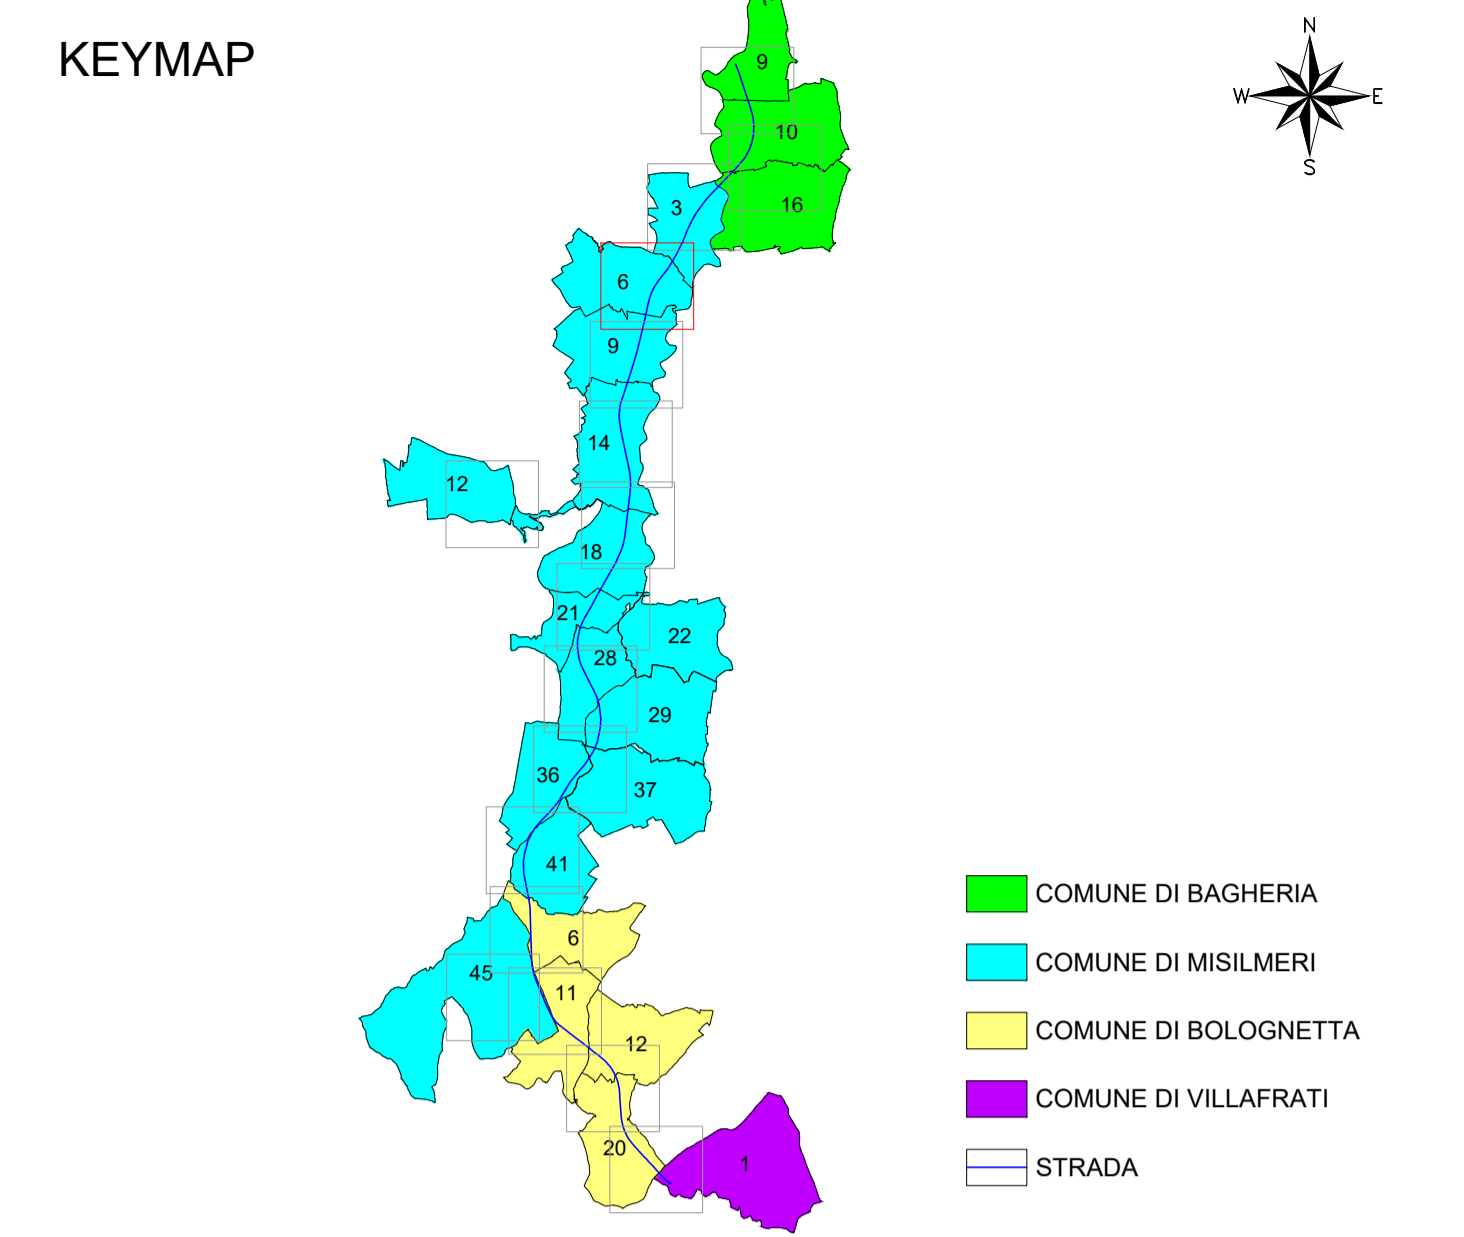 KEYMAP
N
W
E
S
9
10
16
3
6
9
14
12
18
21
22
28
29
36
37
41
6
45
11
12
20
1
COMUNE DI BAGHERIA
COMUNE DI MISILMERI
COMUNE DI BOLOGNETTA
COMUNE DI VILLAFRATI
STRADA